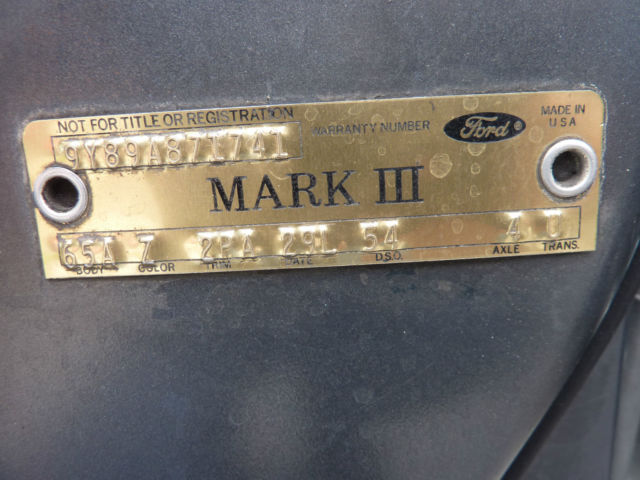 NOT FOR TITLE OR REGISTRATION
WARRANTY NUMBER
Ford ®
MADE IN
U S A
9Y89A871741
MARK III
65A Z 2PA 29L 54 4 U
BODY COLOR TRIM DATE D.S.O. AXLE TRANS.